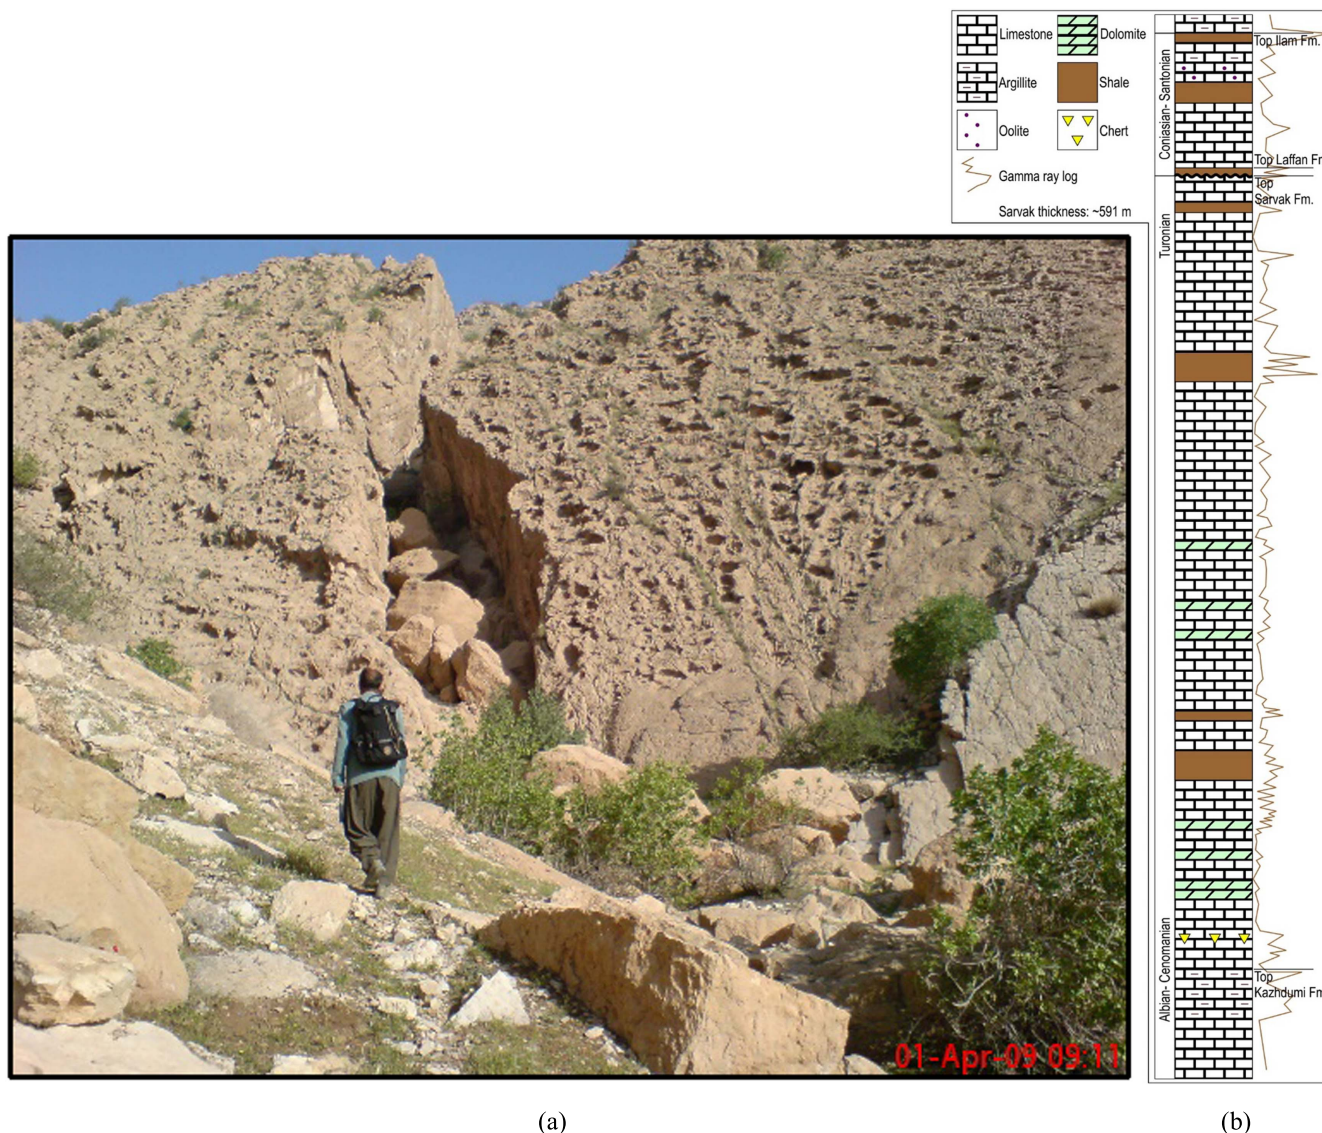 Limestone
Dolomite
Argillite
Shale
Oolite
Chert
Gamma ray log
Sarvak thickness: ~591 m
Top Ilam Fm.
Coniasian- Santonian
Top Laffan Fr
Top
Sarvak Fm.
Turonian
Albian- Cenomanian
Top
Kazhdumi Fm
01-Apr-09 09:11
(a)
(b)